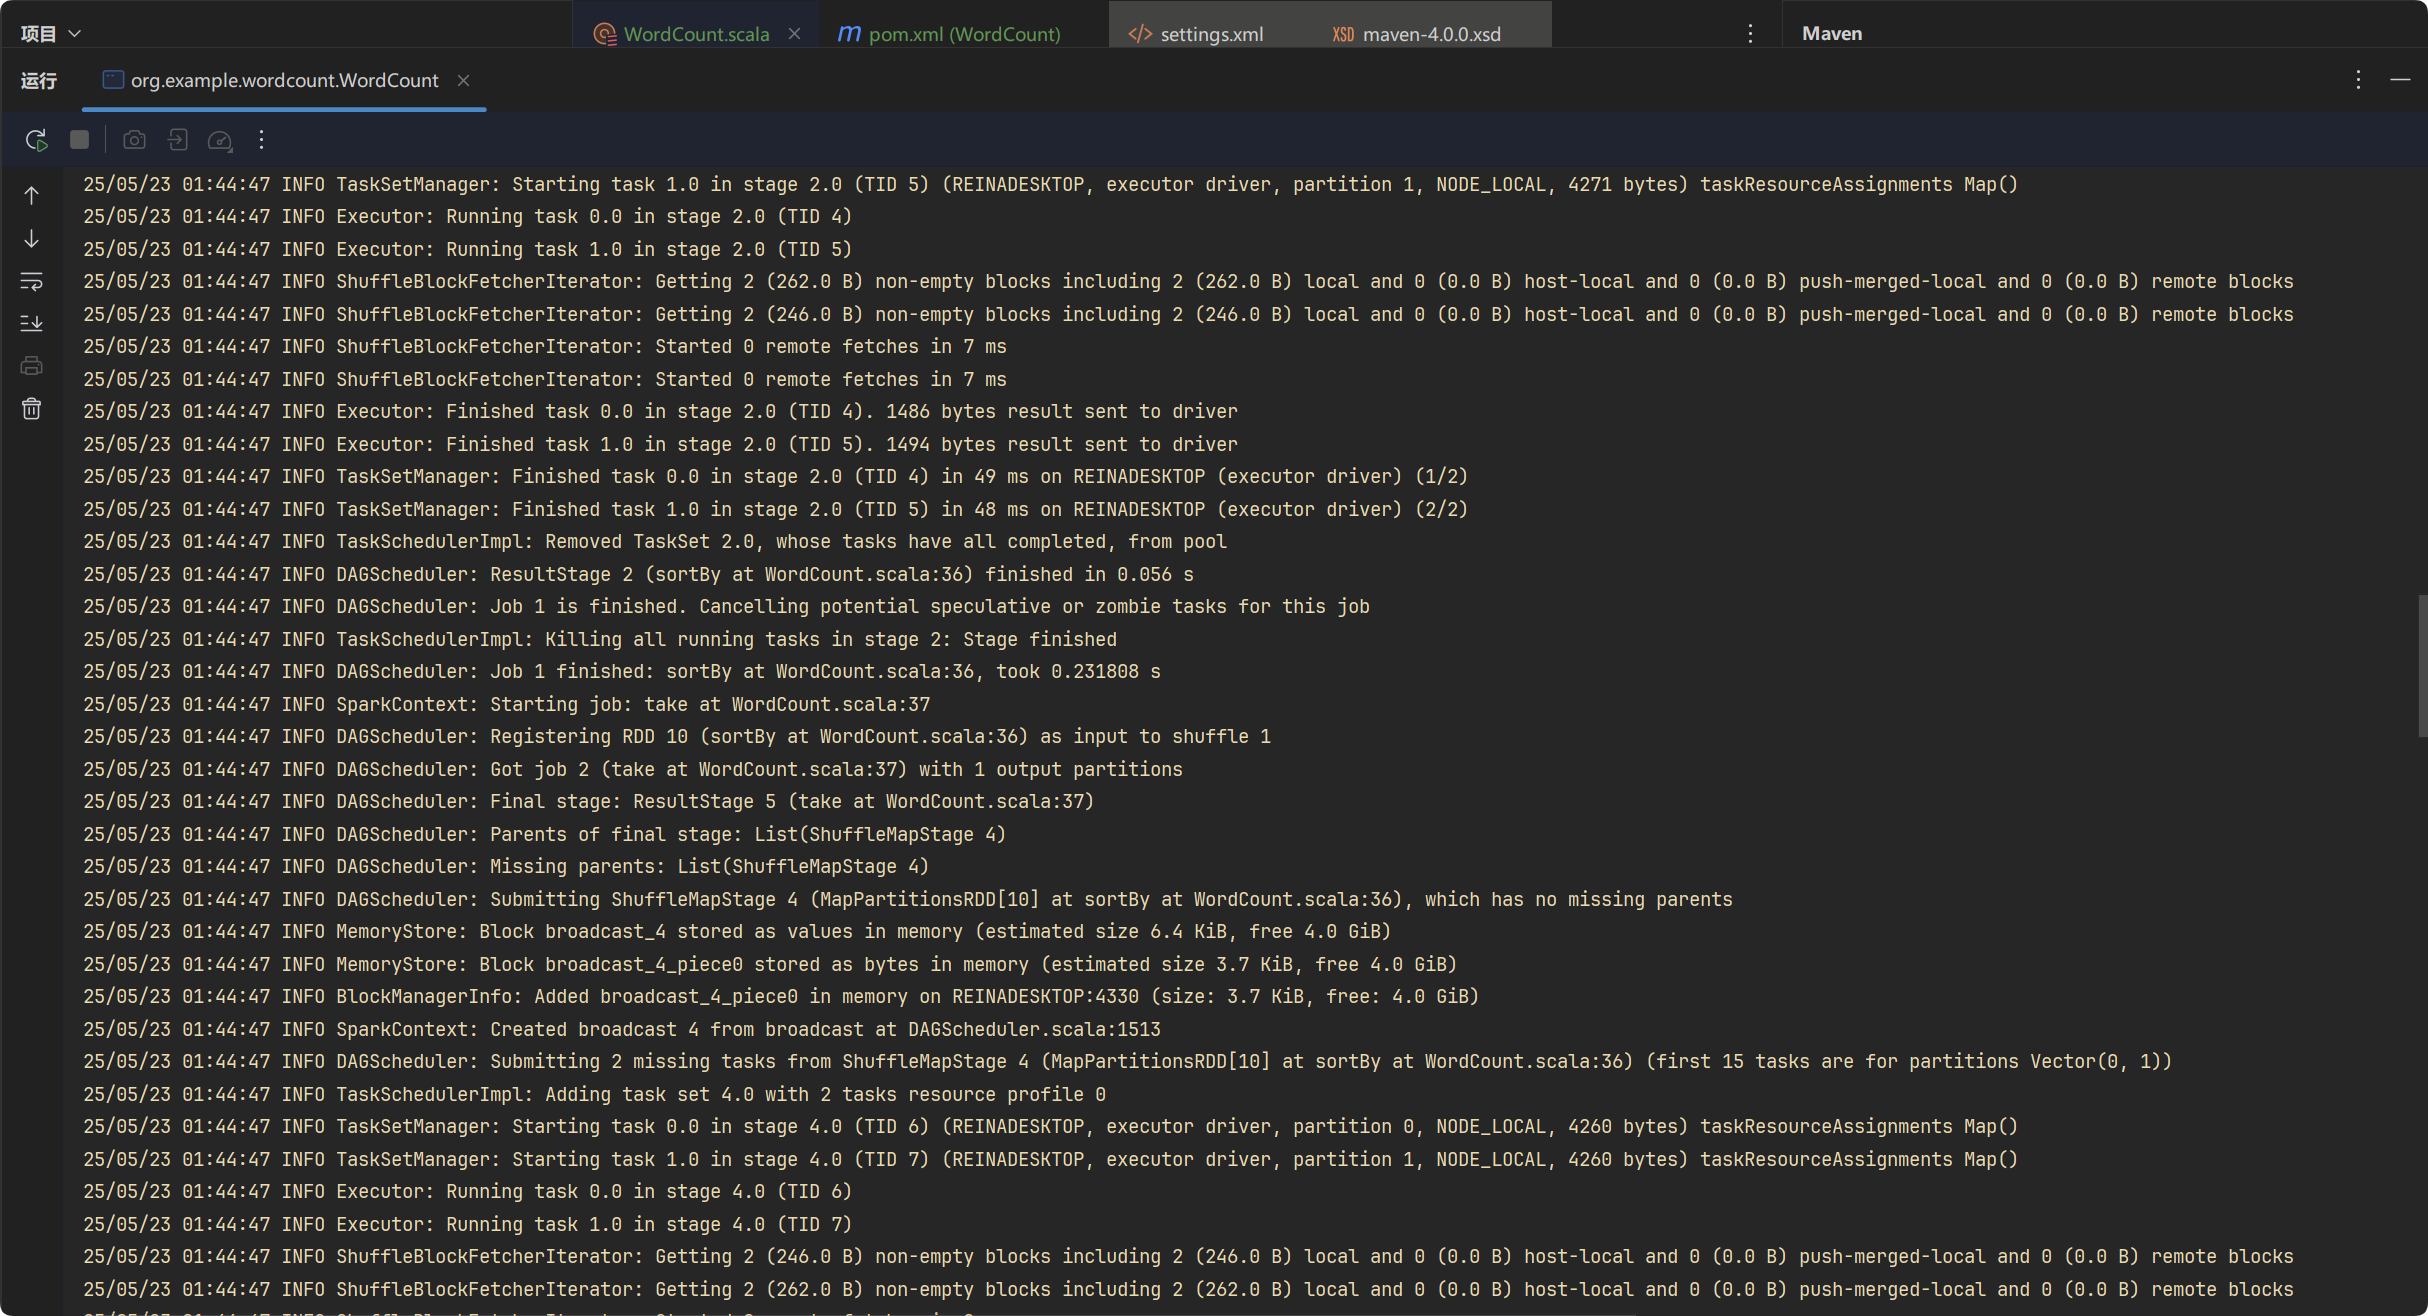 项目
WordCount.scala
pom.xml (WordCount)
settings.xml
XSD maven-4.0.0.xsd
Maven
运行
org.example.wordcount.WordCount
25/05/23 01:44:47 INFO TaskSetManager: Starting task 1.0 in stage 2.0 (TID 5) (REINADESKTOP, executor driver, partition 1, NODE_LOCAL, 4271 bytes) taskResourceAssignments Map()
25/05/23 01:44:47 INFO Executor: Running task 0.0 in stage 2.0 (TID 4)
25/05/23 01:44:47 INFO Executor: Running task 1.0 in stage 2.0 (TID 5)
25/05/23 01:44:47 INFO ShuffleBlockFetcherIterator: Getting 2 (262.0 B) non-empty blocks including 2 (262.0 B) local and 0 (0.0 B) host-local and 0 (0.0 B) push-merged-local and 0 (0.0 B) remote blocks
25/05/23 01:44:47 INFO ShuffleBlockFetcherIterator: Getting 2 (246.0 B) non-empty blocks including 2 (246.0 B) local and 0 (0.0 B) host-local and 0 (0.0 B) push-merged-local and 0 (0.0 B) remote blocks
25/05/23 01:44:47 INFO ShuffleBlockFetcherIterator: Started 0 remote fetches in 7 ms
25/05/23 01:44:47 INFO ShuffleBlockFetcherIterator: Started 0 remote fetches in 7 ms
25/05/23 01:44:47 INFO Executor: Finished task 0.0 in stage 2.0 (TID 4). 1486 bytes result sent to driver
25/05/23 01:44:47 INFO Executor: Finished task 1.0 in stage 2.0 (TID 5). 1494 bytes result sent to driver
25/05/23 01:44:47 INFO TaskSetManager: Finished task 0.0 in stage 2.0 (TID 4) in 49 ms on REINADESKTOP (executor driver) (1/2)
25/05/23 01:44:47 INFO TaskSetManager: Finished task 1.0 in stage 2.0 (TID 5) in 48 ms on REINADESKTOP (executor driver) (2/2)
25/05/23 01:44:47 INFO TaskSchedulerImpl: Removed TaskSet 2.0, whose tasks have all completed, from pool
25/05/23 01:44:47 INFO DAGScheduler: ResultStage 2 (sortBy at WordCount.scala:36) finished in 0.056 s
25/05/23 01:44:47 INFO DAGScheduler: Job 1 is finished. Cancelling potential speculative or zombie tasks for this job
25/05/23 01:44:47 INFO TaskSchedulerImpl: Killing all running tasks in stage 2: Stage finished
25/05/23 01:44:47 INFO DAGScheduler: Job 1 finished: sortBy at WordCount.scala:36, took 0.231808 s
25/05/23 01:44:47 INFO SparkContext: Starting job: take at WordCount.scala:37
25/05/23 01:44:47 INFO DAGScheduler: Registering RDD 10 (sortBy at WordCount.scala:36) as input to shuffle 1
25/05/23 01:44:47 INFO DAGScheduler: Got job 2 (take at WordCount.scala:37) with 1 output partitions
25/05/23 01:44:47 INFO DAGScheduler: Final stage: ResultStage 5 (take at WordCount.scala:37)
25/05/23 01:44:47 INFO DAGScheduler: Parents of final stage: List(ShuffleMapStage 4)
25/05/23 01:44:47 INFO DAGScheduler: Missing parents: List(ShuffleMapStage 4)
25/05/23 01:44:47 INFO DAGScheduler: Submitting ShuffleMapStage 4 (MapPartitionsRDD[10] at sortBy at WordCount.scala:36), which has no missing parents
25/05/23 01:44:47 INFO MemoryStore: Block broadcast_4 stored as values in memory (estimated size 6.4 KiB, free 4.0 GiB)
25/05/23 01:44:47 INFO MemoryStore: Block broadcast_4_piece0 stored as bytes in memory (estimated size 3.7 KiB, free 4.0 GiB)
25/05/23 01:44:47 INFO BlockManagerInfo: Added broadcast_4_piece0 in memory on REINADESKTOP:4330 (size: 3.7 KiB, free: 4.0 GiB)
25/05/23 01:44:47 INFO SparkContext: Created broadcast 4 from broadcast at DAGScheduler.scala:1513
25/05/23 01:44:47 INFO DAGScheduler: Submitting 2 missing tasks from ShuffleMapStage 4 (MapPartitionsRDD[10] at sortBy at WordCount.scala:36) (first 15 tasks are for partitions Vector(0, 1))
25/05/23 01:44:47 INFO TaskSchedulerImpl: Adding task set 4.0 with 2 tasks resource profile 0
25/05/23 01:44:47 INFO TaskSetManager: Starting task 0.0 in stage 4.0 (TID 6) (REINADESKTOP, executor driver, partition 0, NODE_LOCAL, 4260 bytes) taskResourceAssignments Map()
25/05/23 01:44:47 INFO TaskSetManager: Starting task 1.0 in stage 4.0 (TID 7) (REINADESKTOP, executor driver, partition 1, NODE_LOCAL, 4260 bytes) taskResourceAssignments Map()
25/05/23 01:44:47 INFO Executor: Running task 0.0 in stage 4.0 (TID 6)
25/05/23 01:44:47 INFO Executor: Running task 1.0 in stage 4.0 (TID 7)
25/05/23 01:44:47 INFO ShuffleBlockFetcherIterator: Getting 2 (246.0 B) non-empty blocks including 2 (246.0 B) local and 0 (0.0 B) host-local and 0 (0.0 B) push-merged-local and 0 (0.0 B) remote blocks
25/05/23 01:44:47 INFO ShuffleBlockFetcherIterator: Getting 2 (262.0 B) non-empty blocks including 2 (262.0 B) local and 0 (0.0 B) host-local and 0 (0.0 B) push-merged-local and 0 (0.0 B) remote blocks